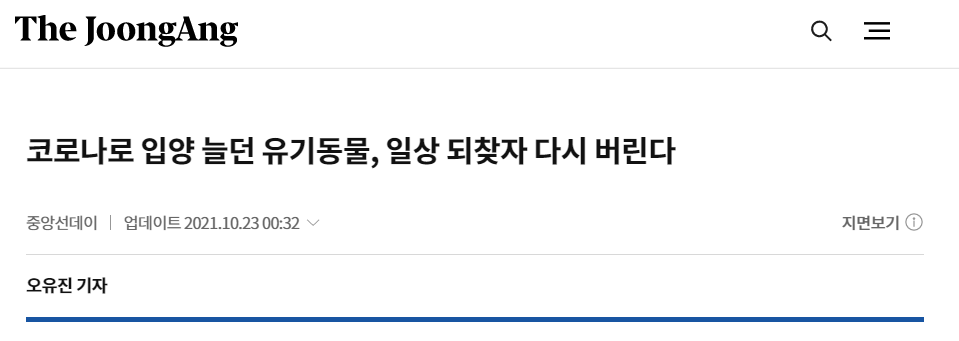 The JoongAng
코로나로 입양 늘던 유기동물, 일상 되찾자 다시 버린다
중앙선데이 | 업데이트 2021.10.23 00:32
지면보기
오유진 기자